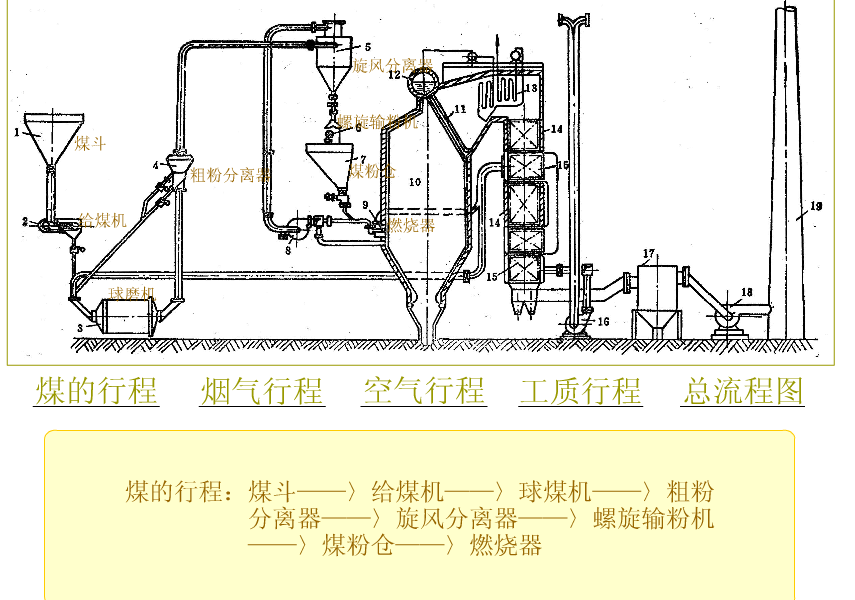 5
旋风分离器
12
13
11
1
煤斗
螺旋输粉机
6
14
4
粗粉分离器
7
煤粉仓
10
15
19
2
给煤机
9
燃烧器
14
8
17
15
球磨机
3
18
16
煤的行程 烟气行程 空气行程 工质行程 总流程图
煤的行程：煤斗——〉给煤机——〉球煤机——〉粗粉
分离器——〉旋风分离器——〉螺旋输粉机
——〉煤粉仓——〉燃烧器